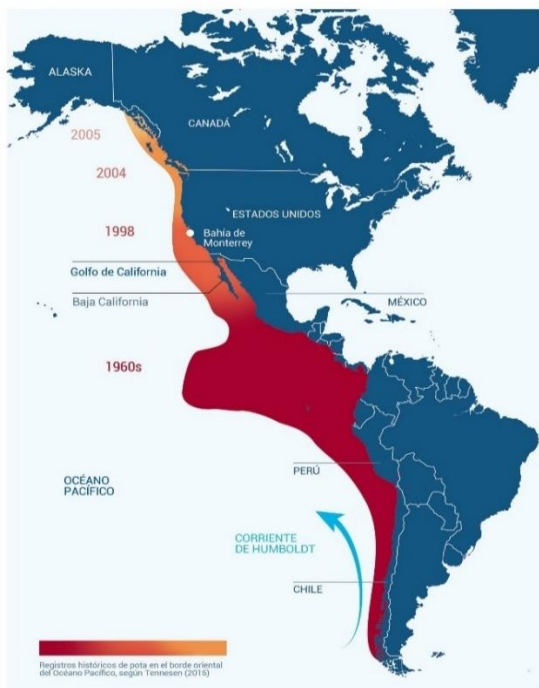 ALASKA
CANADÁ
2005
2004
ESTADOS UNIDOS
1998
Bahía de
Monterrey
Golfo de California
Baja California
MÉXICO
1960s
PERÚ
OCÉANO
PACÍFICO
CORRIENTE
DE HUMBOLDT
CHILE
Registros históricos de pota en el borde oriental
del Océano Pacífico, según Tennesen (2015)